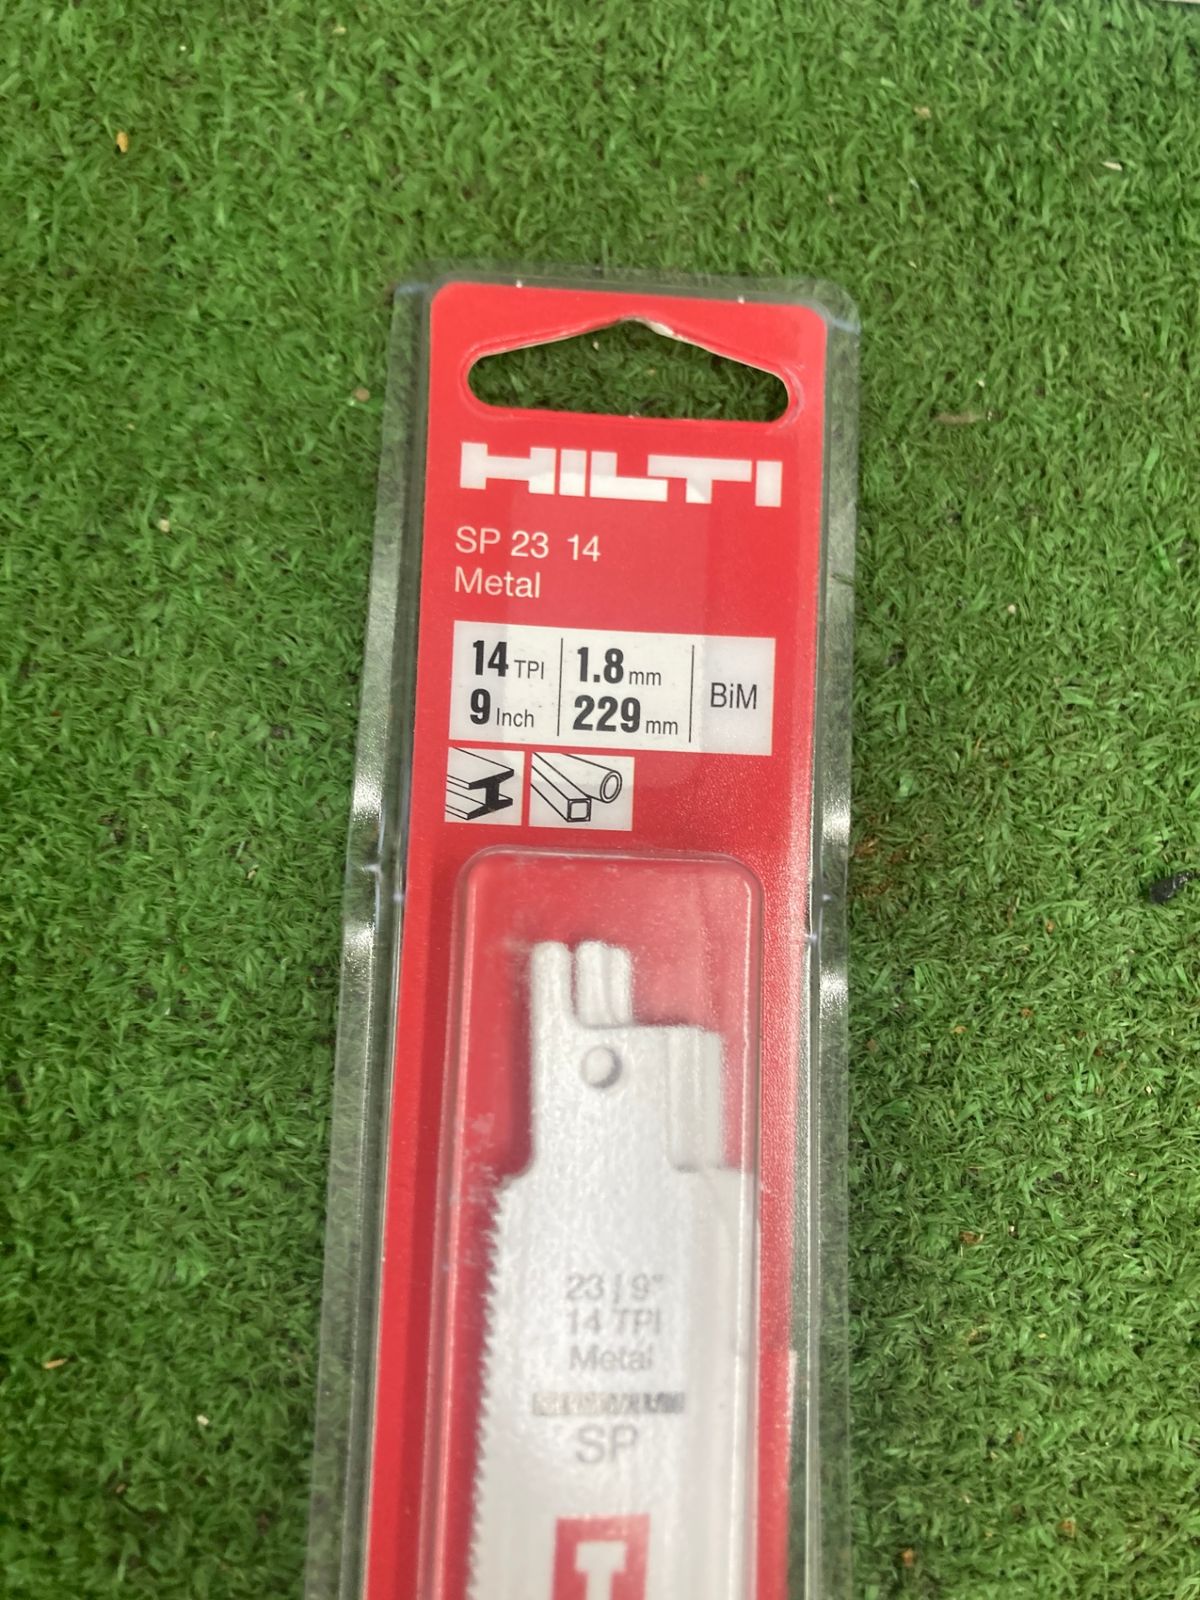 HILTI
SP 23 14
Metal
14 TPI 1.8 mm BiM
9 Inch 229 mm
23 | 9"
14 TPI
Metal
SP